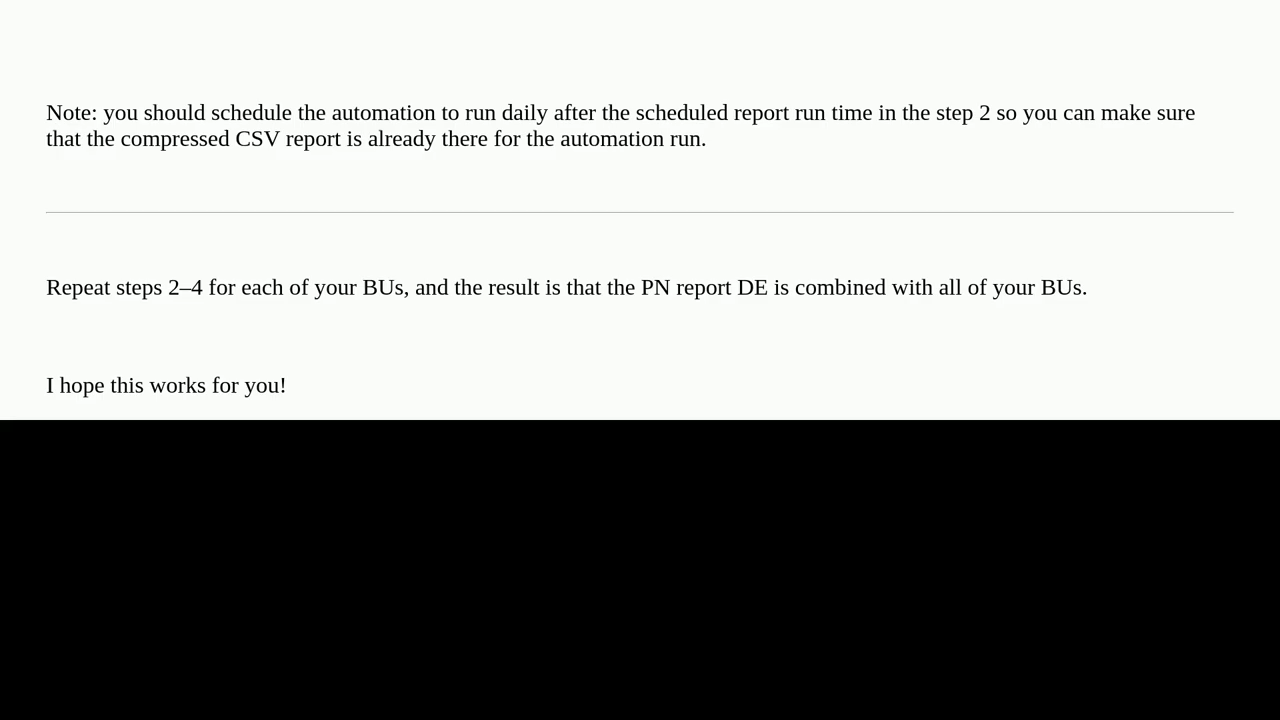 Note: you should schedule the automation to run daily after the scheduled report run time in the step 2 so you can make sure
that the compressed CSV report is already there for the automation run.
Repeat steps 2–4 for each of your BUs, and the result is that the PN report DE is combined with all of your BUs.
I hope this works for you!